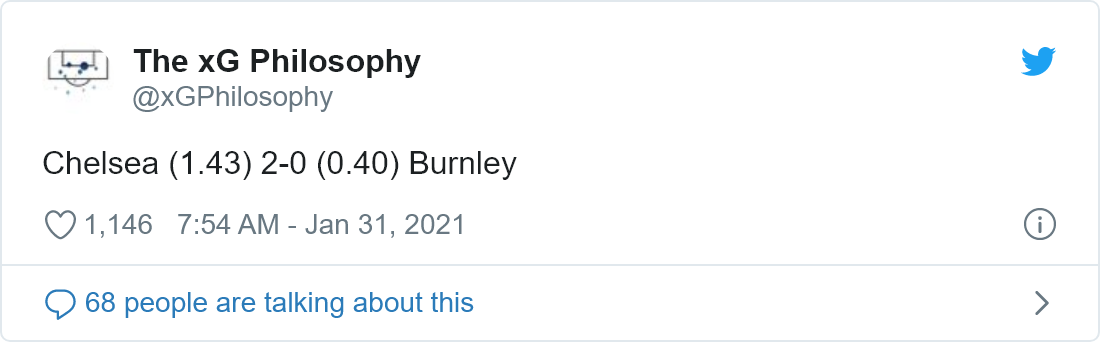 The xG Philosophy
@xGPhilosophy
Chelsea (1.43) 2-0 (0.40) Burnley
1,146 7:54 AM - Jan 31, 2021
68 people are talking about this